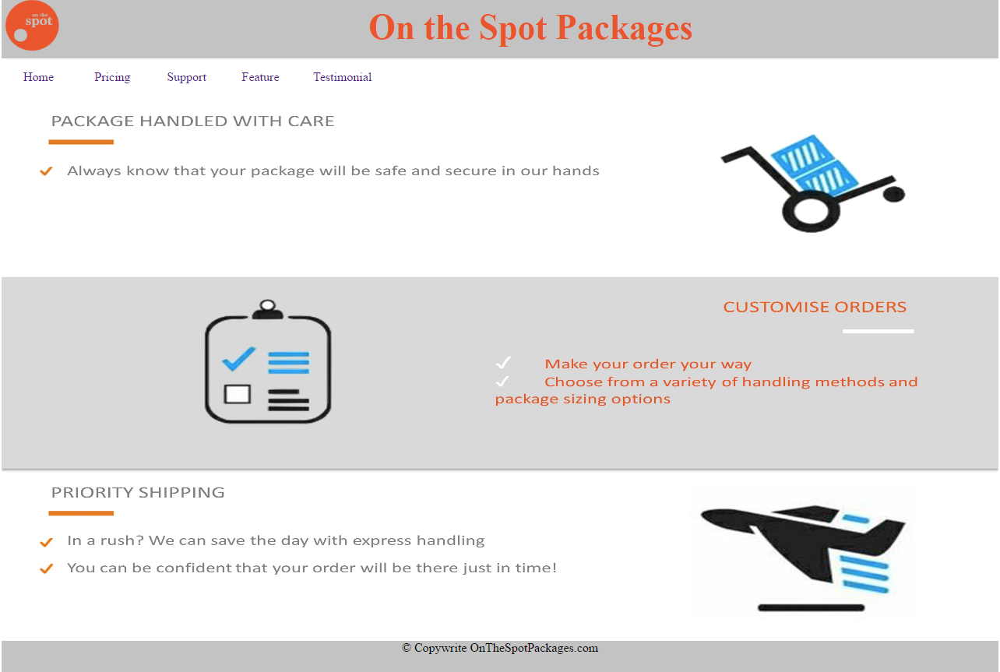 on the
spot
On the Spot Packages
Home Pricing Support Feature Testimonial
PACKAGE HANDLED WITH CARE
Always know that your package will be safe and secure in our hands
CUSTOMISE ORDERS
Make your order your way
Choose from a variety of handling methods and
package sizing options
PRIORITY SHIPPING
In a rush? We can save the day with express handling
You can be confident that your order will be there just in time!
© Copywrite OnTheSpotPackages.com